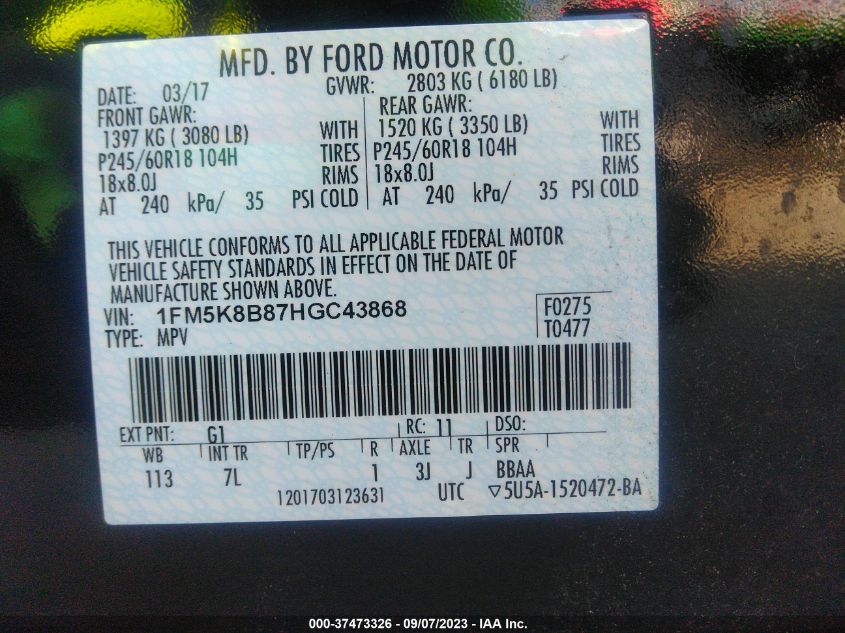 MFD. BY FORD MOTOR CO.
DATE: 03/17 GVWR: 2803 KG ( 6180 LB)
FRONT GAWR: REAR GAWR:
1397 KG ( 3080 LB) WITH 1520 KG ( 3350 LB) WITH
P245/60R18 104H TIRES P245/60R18 104H TIRES
18x8.0J RIMS 18x8.0J RIMS
AT 240 kPa/ 35 PSI COLD AT 240 kPa/ 35 PSI COLD
THIS VEHICLE CONFORMS TO ALL APPLICABLE FEDERAL MOTOR
VEHICLE SAFETY STANDARDS IN EFFECT ON THE DATE OF
MANUFACTURE SHOWN ABOVE.
VIN: 1FM5K8B87HGC43868 F0275
TYPE: MPV T0477
EXT PNT: G1 RC: 11 DSO:
WB INT TR TP/PS R AXLE TR SPR
113 7L 1 3J J BBAA
1201703123631 UTC ▽5U5A-1520472-BA
000-37473326 - 09/07/2023 - IAA Inc.